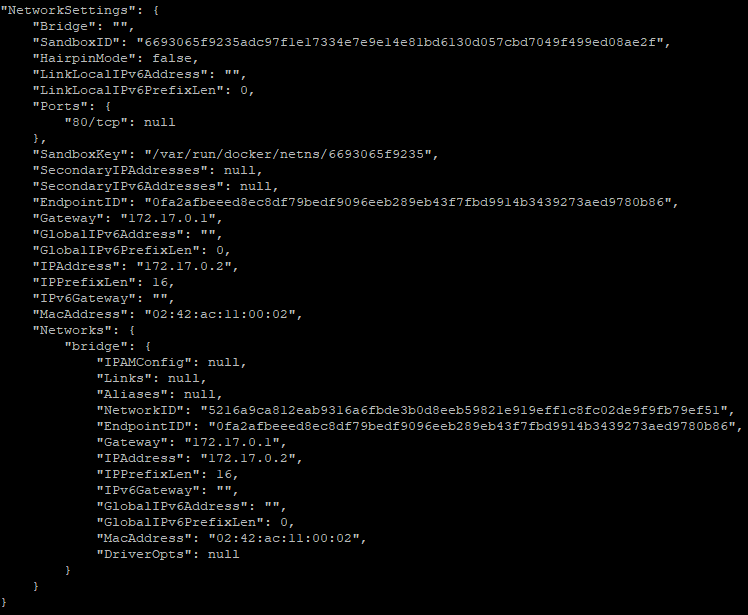 "NetworkSettings": {
    "Bridge": "",
    "SandboxID": "6693065f9235adc97f1e17334e7e9e14e81bd6130d057cbd7049f499ed08ae2f",
    "HairpinMode": false,
    "LinkLocalIPv6Address": "",
    "LinkLocalIPv6PrefixLen": 0,
    "Ports": {
        "80/tcp": null
    },
    "SandboxKey": "/var/run/docker/netns/6693065f9235",
    "SecondaryIPAddresses": null,
    "SecondaryIPv6Addresses": null,
    "EndpointID": "0fa2afbeeed8ec8df79bedf9096eeb289eb43f7fbd9914b3439273aed9780b86",
    "Gateway": "172.17.0.1",
    "GlobalIPv6Address": "",
    "GlobalIPv6PrefixLen": 0,
    "IPAddress": "172.17.0.2",
    "IPPrefixLen": 16,
    "IPv6Gateway": "",
    "MacAddress": "02:42:ac:11:00:02",
    "Networks": {
        "bridge": {
            "IPAMConfig": null,
            "Links": null,
            "Aliases": null,
            "NetworkID": "5216a9ca812eab9316a6fbde3b0d8eeb59821e919eff1c8fc02de9f9fb79ef51",
            "EndpointID": "0fa2afbeeed8ec8df79bedf9096eeb289eb43f7fbd9914b3439273aed9780b86",
            "Gateway": "172.17.0.1",
            "IPAddress": "172.17.0.2",
            "IPPrefixLen": 16,
            "IPv6Gateway": "",
            "GlobalIPv6Address": "",
            "GlobalIPv6PrefixLen": 0,
            "MacAddress": "02:42:ac:11:00:02",
            "DriverOpts": null
        }
    }
}